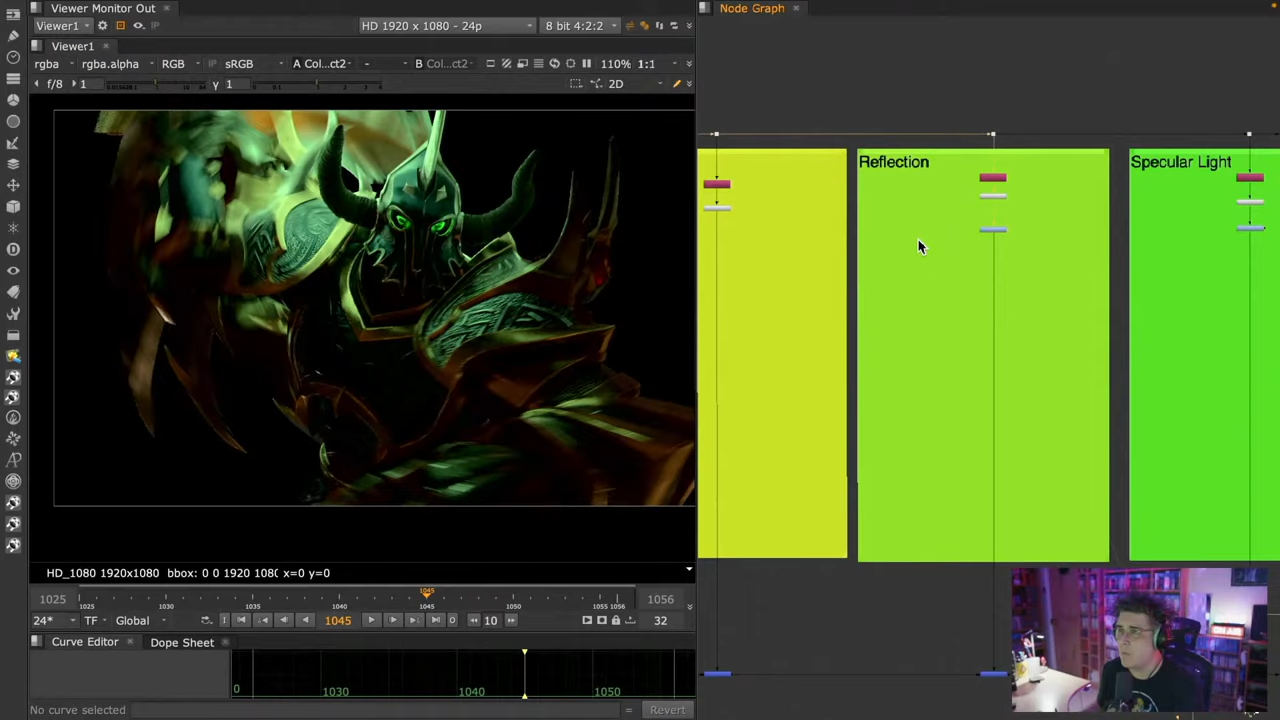 Viewer Monitor Out
Viewer1
HD 1920 x 1080 - 24p
8 bit 4:2:2
Viewer1
rgba
rgba.alpha
RGB
IP
sRGB
A Col...ct2
-
B Col...ct2
110%
1:1
f/8
1
γ 1
2D
HD_1080 1920x1080 bbox: 0 0 1920 108( x=0 y=0
1025
1025
1030
1035
1040
1045
1045
1050
1055 1056
1056
24*
TF
Global
1045
10
32
Curve Editor
Dope Sheet
0
1030
1040
1050
No curve selected
=
Revert
Node Graph
Reflection
Specular Light